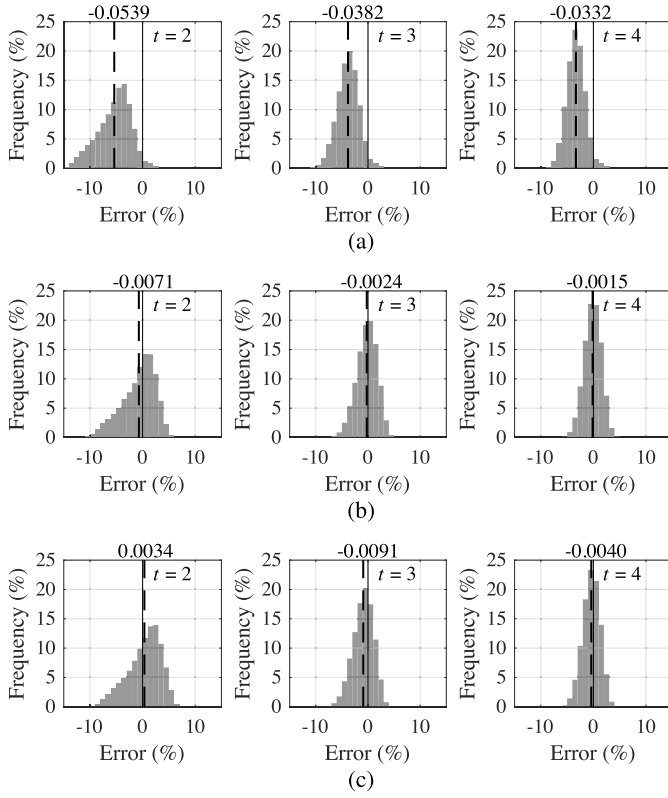 -0.0539
-0.0382
-0.0332
25
20
15
10
5
0
t = 2
25
20
15
10
5
0
t = 3
25
20
15
10
5
0
t = 4
Frequency (%)
Frequency (%)
Frequency (%)
-10 0 10
-10 0 10
-10 0 10
Error (%)
Error (%)
Error (%)
(a)
-0.0071
-0.0024
-0.0015
25
20
15
10
5
0
t = 2
25
20
15
10
5
0
t = 3
25
20
15
10
5
0
t = 4
Frequency (%)
Frequency (%)
Frequency (%)
-10 0 10
-10 0 10
-10 0 10
Error (%)
Error (%)
Error (%)
(b)
0.0034
-0.0091
-0.0040
25
20
15
10
5
0
t = 2
25
20
15
10
5
0
t = 3
25
20
15
10
5
0
t = 4
Frequency (%)
Frequency (%)
Frequency (%)
-10 0 10
-10 0 10
-10 0 10
Error (%)
Error (%)
Error (%)
(c)